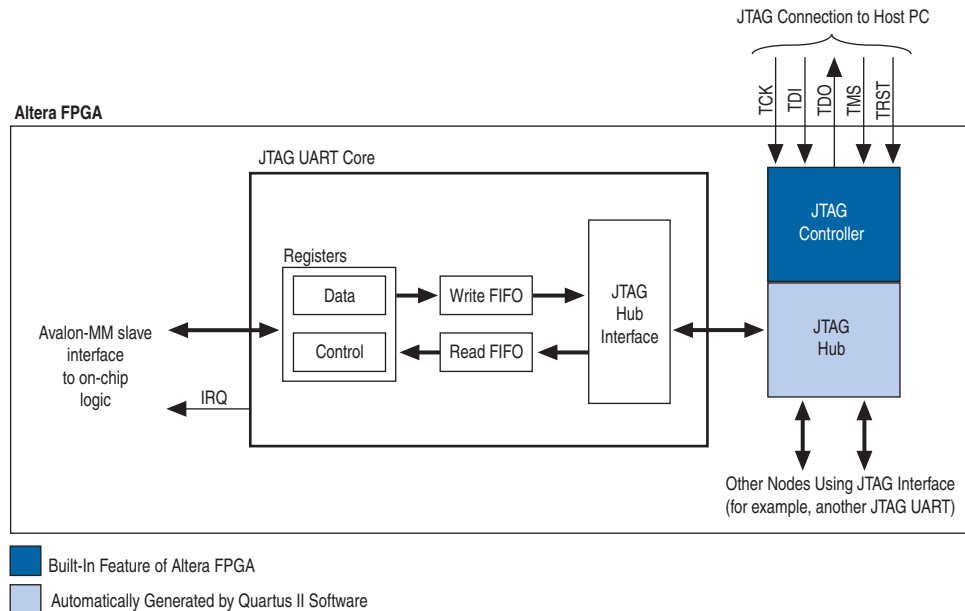 JTAG Connection to Host PC
TCK
TDI
TDO
TMS
TRST
Altera FPGA
JTAG UART Core
JTAG
Controller
Registers
Data
Write FIFO
JTAG
Hub
Interface
Control
Read FIFO
JTAG
Hub
Avalon-MM slave
interface
to on-chip
logic
IRQ
Other Nodes Using JTAG Interface
(for example, another JTAG UART)
Built-In Feature of Altera FPGA
Automatically Generated by Quartus II Software